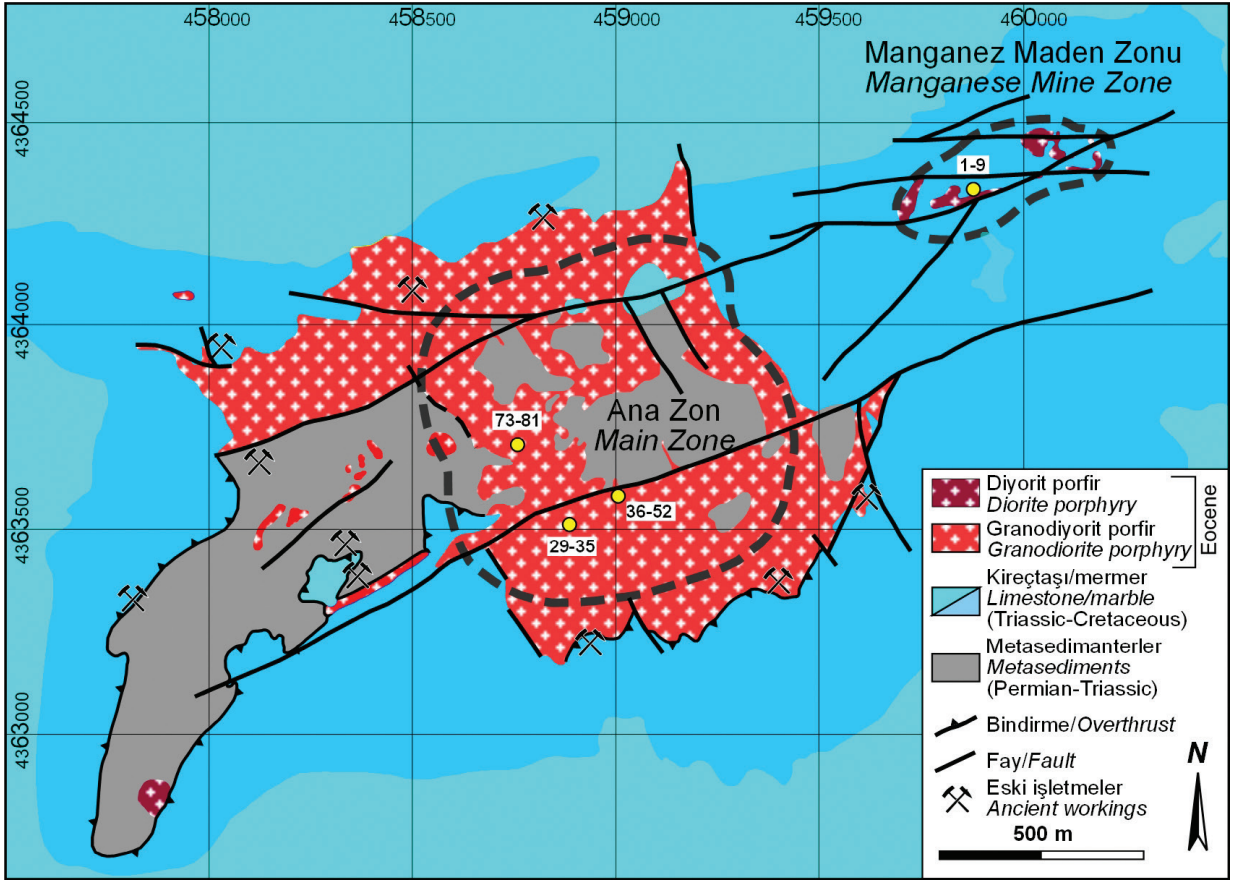 458000
458500
459000
459500
460000
4364500
4364000
4363500
4363000
Manganez Maden Zonu
Manganese Mine Zone
1-9
Ana Zon
Main Zone
73-81
36-52
29-35
Diyorit porfir
Diorite porphyry
Granodiyorit porfir
Granodiorite porphyry
Eocene
Kireçtaşı/mermer
Limestone/marble
(Triassic-Cretaceous)
Metasedimanterler
Metasediments
(Permian-Triassic)
Bindirme/Overthrust
Fay/Fault
Eski işletmeler
Ancient workings
N
500 m